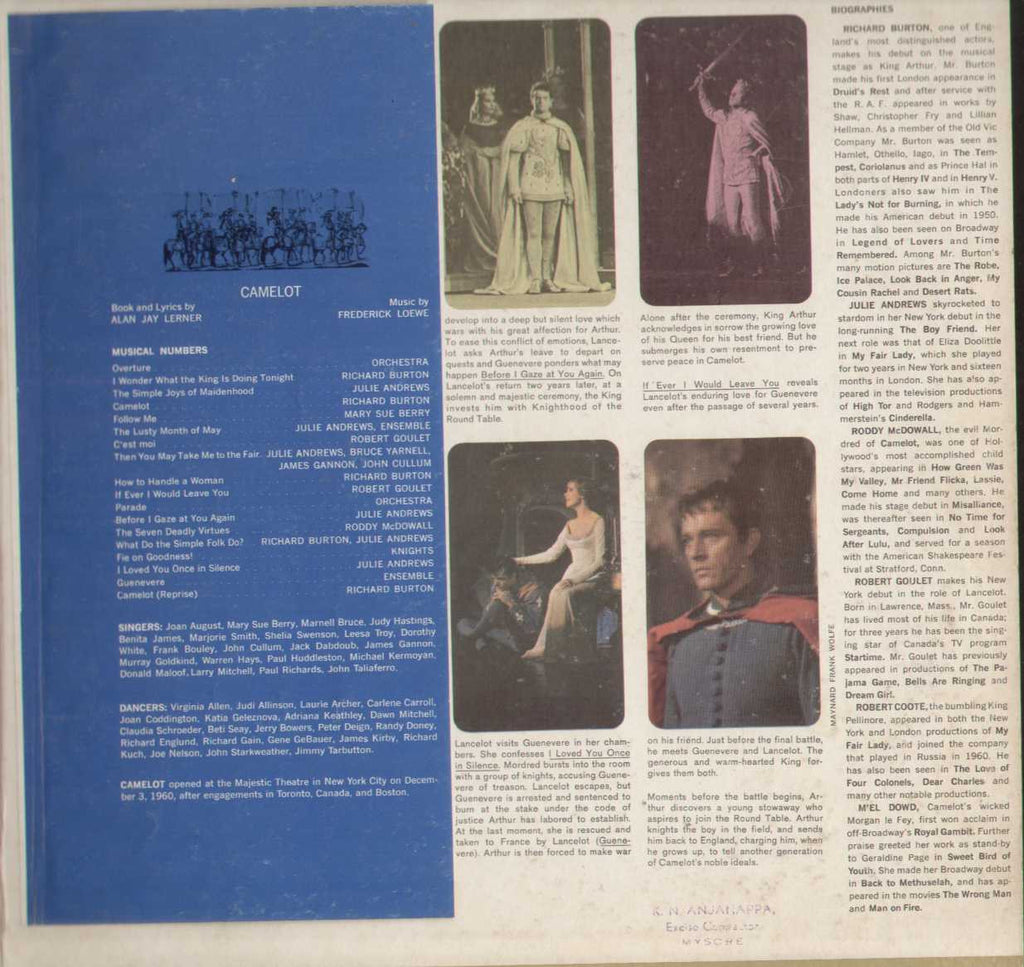 CAMELOT
Book and Lyrics by
ALAN JAY LERNER
Music by
FREDERICK LOEWE
MUSICAL NUMBERS
Overture ORCHESTRA
I Wonder What the King Is Doing Tonight RICHARD BURTON
The Simple Joys of Maidenhood JULIE ANDREWS
Camelot RICHARD BURTON
Follow Me MARY SUE BERRY
The Lusty Month of May JULIE ANDREWS, ENSEMBLE
C'est moi ROBERT GOULET
Then You May Take Me to the Fair JULIE ANDREWS, BRUCE YARNELL,
JAMES GANNON, JOHN CULLUM
How to Handle a Woman RICHARD BURTON
If Ever I Would Leave You ROBERT GOULET
Parade ORCHESTRA
Before I Gaze at You Again JULIE ANDREWS
The Seven Deadly Virtues RODDY McDOWALL
What Do the Simple Folk Do? RICHARD BURTON, JULIE ANDREWS
Fie on Goodness! KNIGHTS
I Loved You Once in Silence JULIE ANDREWS
Guenevere ENSEMBLE
Camelot (Reprise) RICHARD BURTON
SINGERS: Joan August, Mary Sue Berry, Marnell Bruce, Judy Hastings,
Benita James, Marjorie Smith, Shelia Swenson, Leesa Troy, Dorothy
White, Frank Bouley, John Cullum, Jack Dabdoub, James Gannon,
Murray Goldkind, Warren Hays, Paul Huddleston, Michael Kermoyan,
Donald Maloof, Larry Mitchell, Paul Richards, John Taliaferro.
DANCERS: Virginia Allen, Judi Allinson, Laurie Archer, Carlene Carroll,
Joan Coddington, Katia Geleznova, Adriana Keathley, Dawn Mitchell,
Claudia Schroeder, Beti Seay, Jerry Bowers, Peter Deign, Randy Doney,
Richard Englund, Richard Gain, Gene GeBauer, James Kirby, Richard
Kuch, Joe Nelson, John Starkweather, Jimmy Tarbutton.
CAMELOT opened at the Majestic Theatre in New York City on Decem-
ber 3, 1960, after engagements in Toronto, Canada, and Boston.
develop into a deep but silent love which
wars with his great affection for Arthur.
To ease this conflict of emotions, Lance-
lot asks Arthur's leave to depart on
quests and Guenevere ponders what may
happen Before I Gaze at You Again. On
Lancelot's return two years later, at a
solemn and majestic ceremony, the King
invests him with Knighthood of the
Round Table.
Alone after the ceremony, King Arthur
acknowledges in sorrow the growing love
of his Queen for his best friend. But he
submerges his own resentment to pre-
serve peace in Camelot.
If Ever I Would Leave You reveals
Lancelot's enduring love for Guenevere
even after the passage of several years.
MAYNARD FRANK WOLFE
Lancelot visits Guenevere in her cham-
bers. She confesses I Loved You Once
in Silence. Mordred bursts into the room
with a group of knights, accusing Guene-
vere of treason. Lancelot escapes, but
Guenevere is arrested and sentenced to
burn at the stake under the code of
justice Arthur has labored to establish.
At the last moment, she is rescued and
taken to France by Lancelot (Guene-
vere). Arthur is then forced to make war
on his friend. Just before the final battle,
he meets Guenevere and Lancelot. The
generous and warm-hearted King for-
gives them both.
Moments before the battle begins, Ar-
thur discovers a young stowaway who
aspires to join the Round Table. Arthur
knights the boy in the field, and sends
him back to England, charging him, when
he grows up, to tell another generation
of Camelot's noble ideals.
K. N. ANJANAPPA,
Excise
MYSORE
BIOGRAPHIES
RICHARD BURTON, one of Eng-
land's most distinguished actors,
makes his debut on the musical
stage as King Arthur. Mr. Burton
made his first London appearance in
Druid's Rest and after service with
the R. A. F. appeared in works by
Shaw, Christopher Fry and Lillian
Hellman. As a member of the Old Vic
Company Mr. Burton was seen as
Hamlet, Othello, Iago, in The Tem-
pest, Coriolanus and as Prince Hal in
both parts of Henry IV and in Henry V.
Londoners also saw him in The
Lady's Not for Burning, in which he
made his American debut in 1950.
He has also been seen on Broadway
in Legend of Lovers and Time
Remembered. Among Mr. Burton's
many motion pictures are The Robe,
Ice Palace, Look Back in Anger, My
Cousin Rachel and Desert Rats.
JULIE ANDREWS skyrocketed to
stardom in her New York debut in the
long-running The Boy Friend. Her
next role was that of Eliza Doolittle
in My Fair Lady, which she played
for two years in New York and sixteen
months in London. She has also ap-
peared in the television productions
of High Tor and Rodgers and Ham-
merstein's Cinderella.
RODDY McDOWALL, the evil Mor-
dred of Camelot, was one of Hol-
lywood's most accomplished child
stars, appearing in How Green Was
My Valley, Mr Friend Flicka, Lassie,
Come Home and many others. He
made his stage debut in Misalliance,
was thereafter seen in No Time for
Sergeants, Compulsion and Look
After Lulu, and served for a season
with the American Shakespeare Fes-
tival at Stratford, Conn.
ROBERT GOULET makes his New
York debut in the role of Lancelot.
Born in Lawrence, Mass., Mr. Goulet
has lived most of his life in Canada;
for three years he has been the sing-
ing star of Canada's TV program
Startime. Mr. Goulet has previously
appeared in productions of The Pa-
jama Game, Bells Are Ringing and
Dream Girl.
ROBERT COOTE, the bumbling King
Pellinore, appeared in both the New
York and London productions of My
Fair Lady, and joined the company
that played in Russia in 1960. He
has also been seen in The Love of
Four Colonels, Dear Charles and
many other notable productions.
M'EL DOWD, Camelot's wicked
Morgan le Fey, first won acclaim in
off-Broadway's Royal Gambit. Further
praise greeted her work as stand-by
to Geraldine Page in Sweet Bird of
Youth. She made her Broadway debut
in Back to Methuselah, and has ap-
peared in the movies The Wrong Man
and Man on Fire.